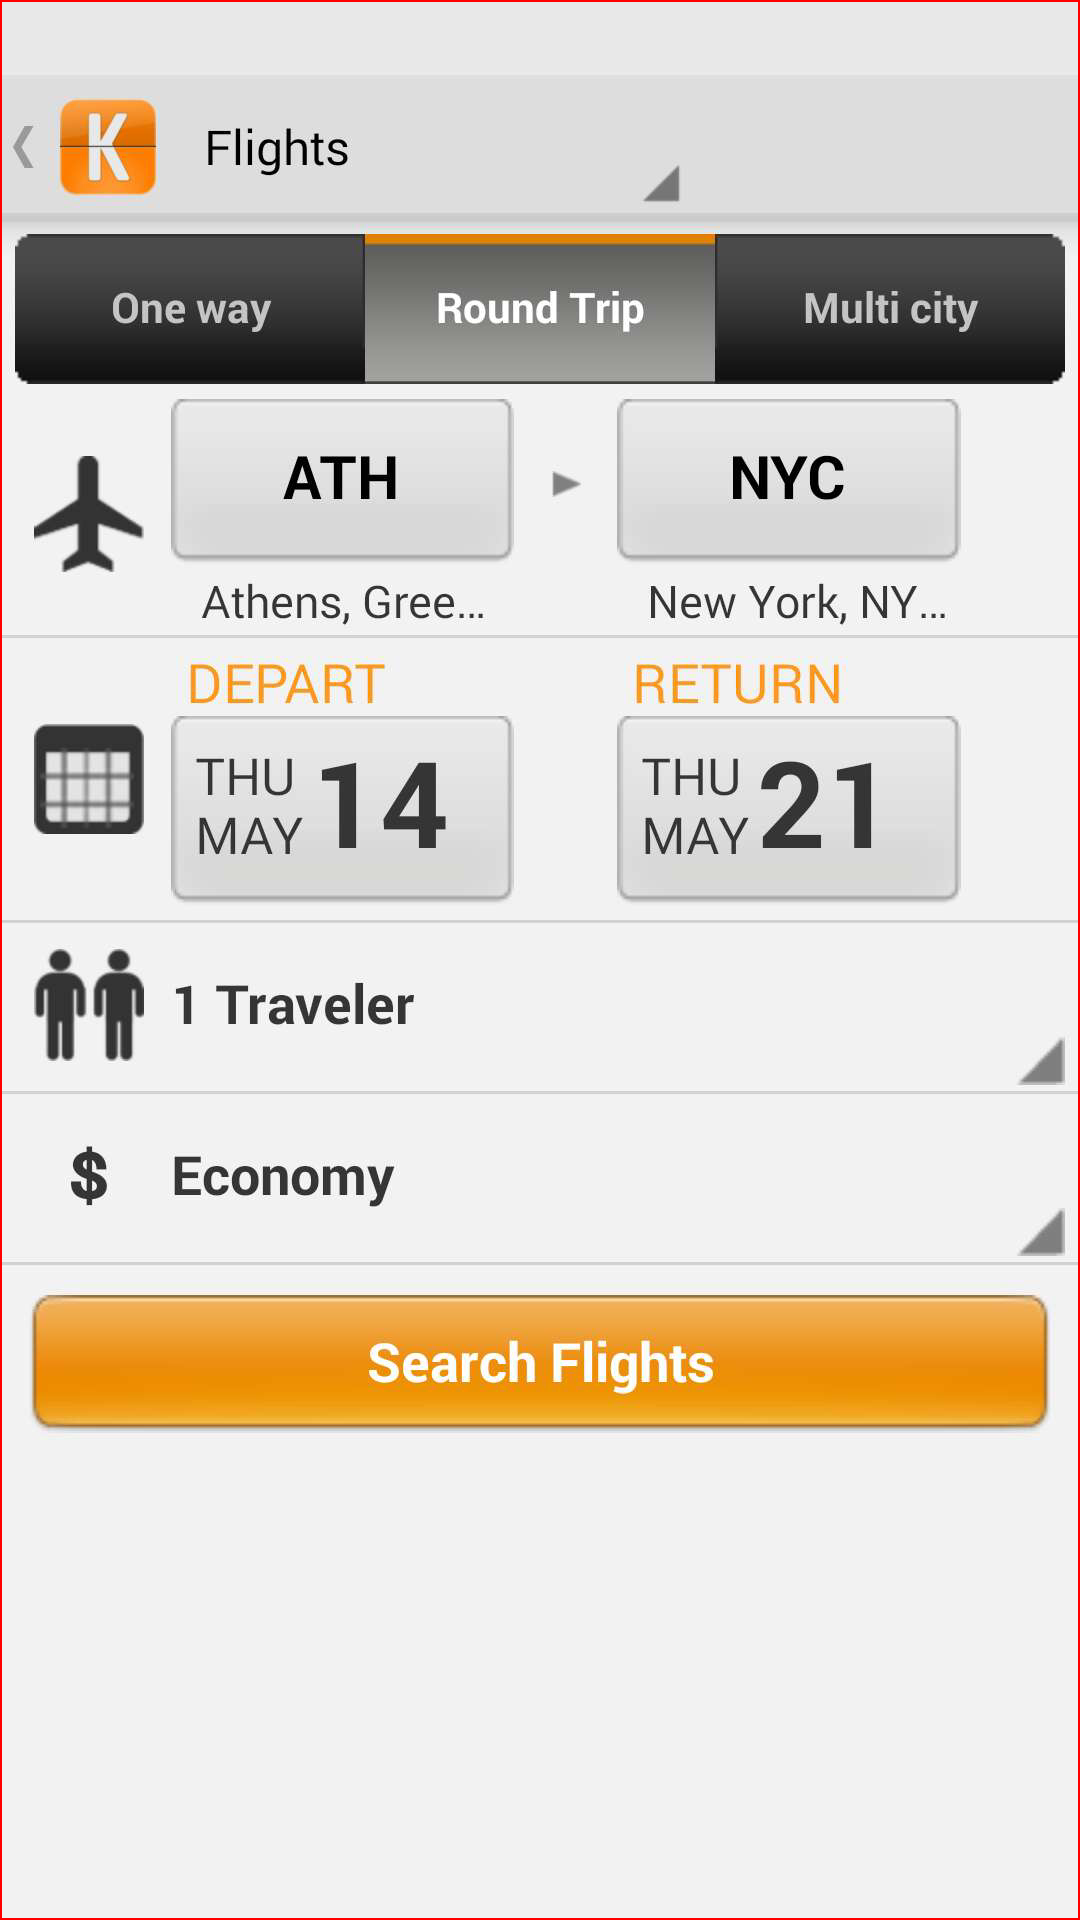 K
Flights
One way
Round Trip
Multi city
ATH
NYC
Athens, Gree...
New York, NY...
DEPART
RETURN
THU
MAY
14
THU
MAY
21
1 Traveler
$
Economy
Search Flights